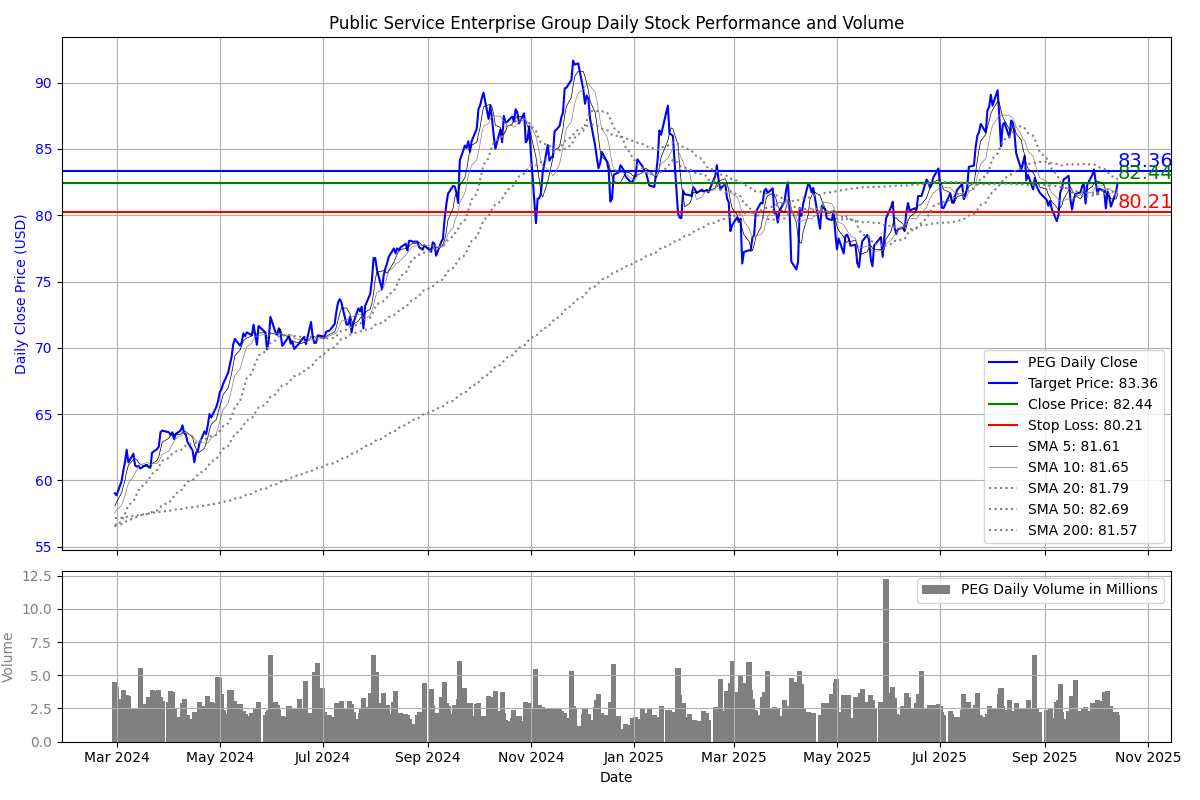 Public Service Enterprise Group Daily Stock Performance and Volume
Daily Close Price (USD)
90
85
80
75
70
65
60
55
83.36
82.44
80.21
PEG Daily Close
Target Price: 83.36
Close Price: 82.44
Stop Loss: 80.21
SMA 5: 81.61
SMA 10: 81.65
SMA 20: 81.79
SMA 50: 82.69
SMA 200: 81.57
Volume
12.5
10.0
7.5
5.0
2.5
0.0
PEG Daily Volume in Millions
Mar 2024 May 2024 Jul 2024 Sep 2024 Nov 2024 Jan 2025 Mar 2025 May 2025 Jul 2025 Sep 2025 Nov 2025
Date